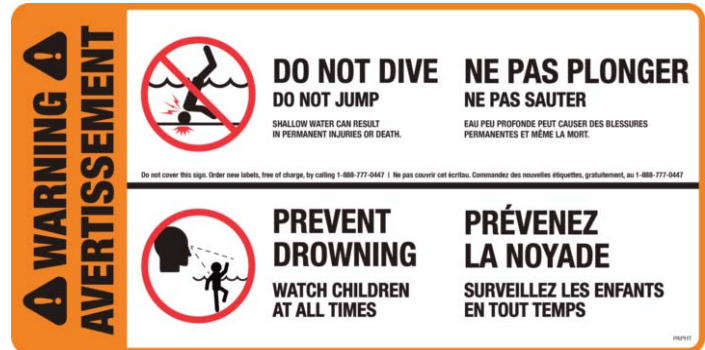 WARNING
AVERTISSEMENT
DO NOT DIVE
DO NOT JUMP
SHALLOW WATER CAN RESULT
IN PERMANENT INJURIES OR DEATH.
NE PAS PLONGER
NE PAS SAUTER
EAU PEU PROFONDE PEUT CAUSER DES BLESSURES
PERMANENTES ET MÊME LA MORT.
Do not cover this sign. Order new labels, free of charge, by calling 1-888-777-0447 | Ne pas couvrir cet écritau. Commandez des nouvelles étiquettes, gratuitement, au 1-888-777-0447
PREVENT
DROWNING
WATCH CHILDREN
AT ALL TIMES
PRÉVENEZ
LA NOYADE
SURVEILLEZ LES ENFANTS
EN TOUT TEMPS